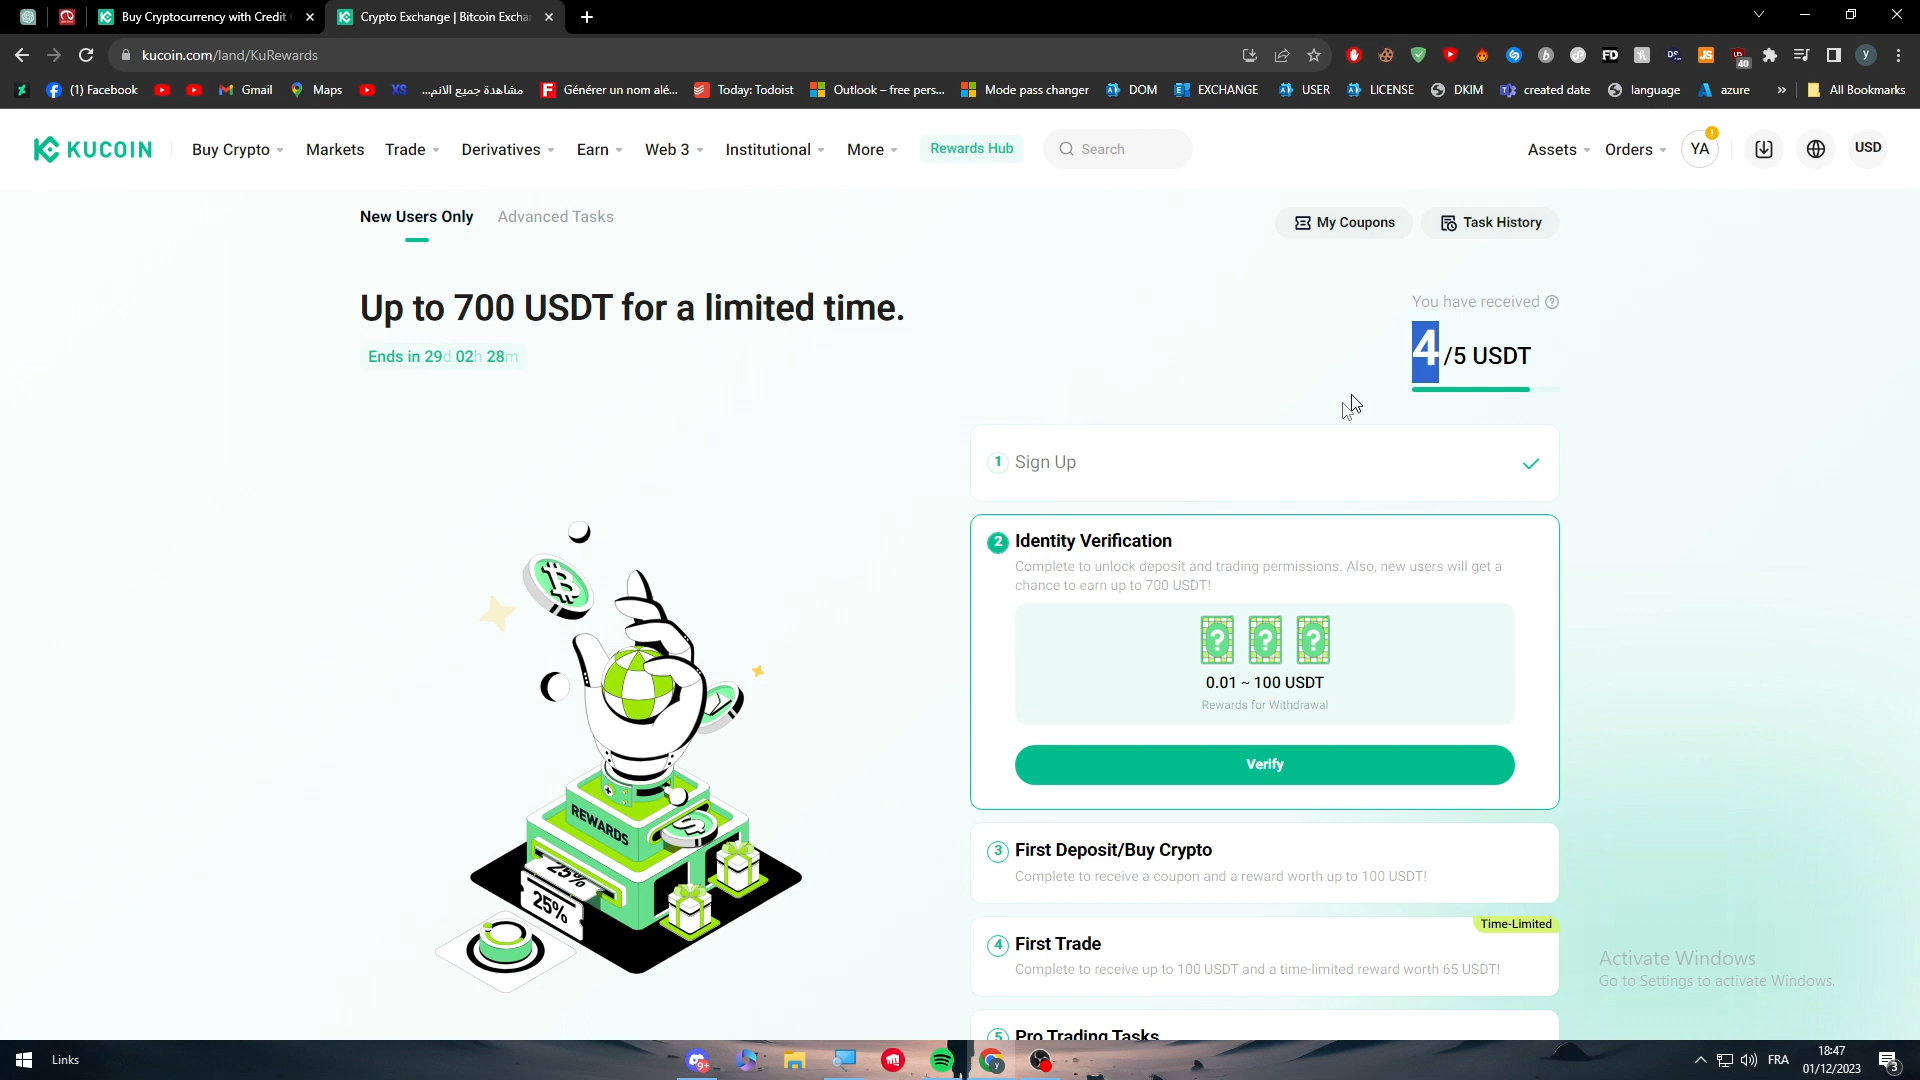 Buy Cryptocurrency with Credit
Crypto Exchange | Bitcoin Excha
kucoin.com/land/KuRewards
40
y
(1) Facebook
Gmail
Maps
XS
مشاهدة جميع الانم...
Générer un nom alé...
Today: Todoist
Outlook – free pers...
Mode pass changer
DOM
EXCHANGE
USER
LICENSE
DKIM
created date
language
azure
»
All Bookmarks
KUCOIN
Buy Crypto
Markets
Trade
Derivatives
Earn
Web 3
Institutional
More
Rewards Hub
Search
Assets
Orders
YA
USD
New Users Only
Advanced Tasks
My Coupons
Task History
Up to 700 USDT for a limited time.
Ends in 29d 02h 28m
You have received
4 /5 USDT
1 Sign Up
2 Identity Verification
Complete to unlock deposit and trading permissions. Also, new users will get a
chance to earn up to 700 USDT!
? ? ?
0.01 ~ 100 USDT
Rewards for Withdrawal
Verify
3 First Deposit/Buy Crypto
Complete to receive a coupon and a reward worth up to 100 USDT!
Time-Limited
4 First Trade
Complete to receive up to 100 USDT and a time-limited reward worth 65 USDT!
5 Pro Trading Tasks
REWARDS
25%
25%
Activate Windows
Go to Settings to activate Windows.
Links
9+
FRA
18:47
01/12/2023
3